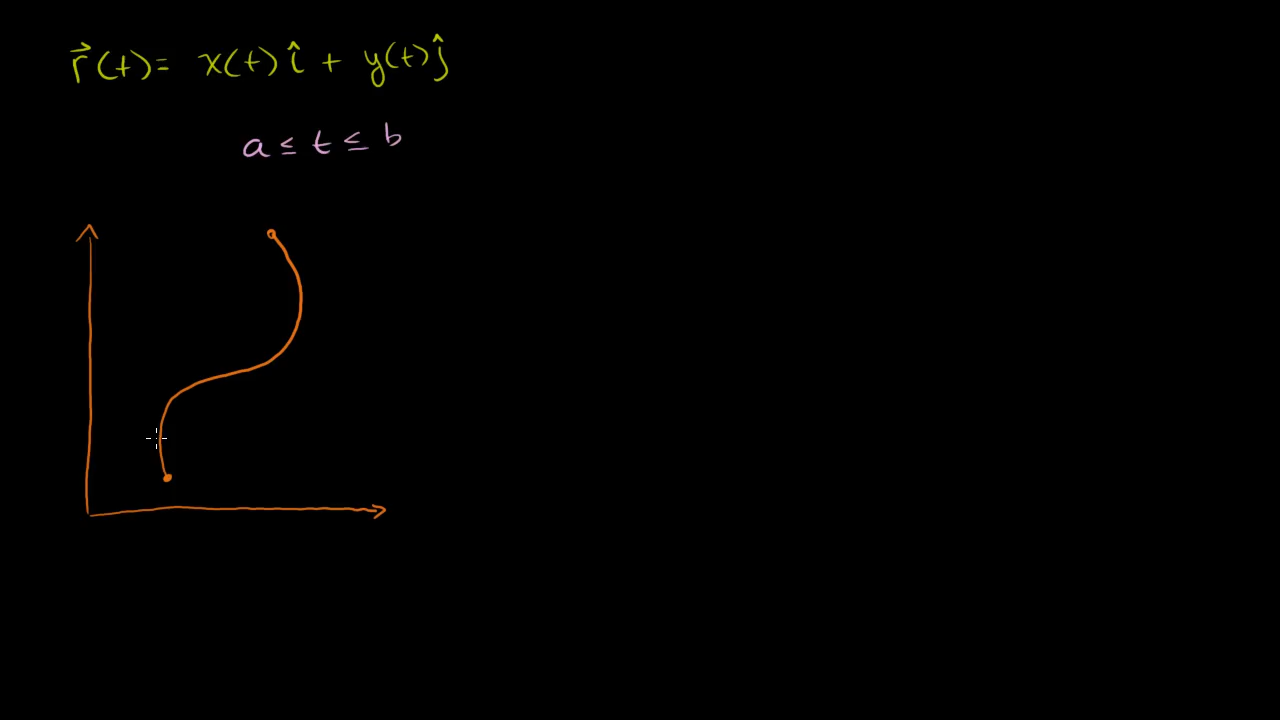 r⃗(t)= x(t)î + y(t)ĵ
a ≤ t ≤ b